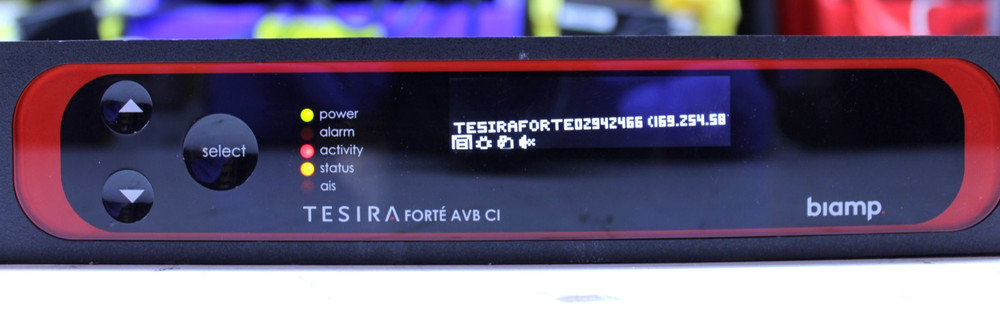 select
power
alarm
activity
status
ais
TESIRA FORTÉ AVB CI
TESIRAFORTE02942466 (169.254.58
biamp.